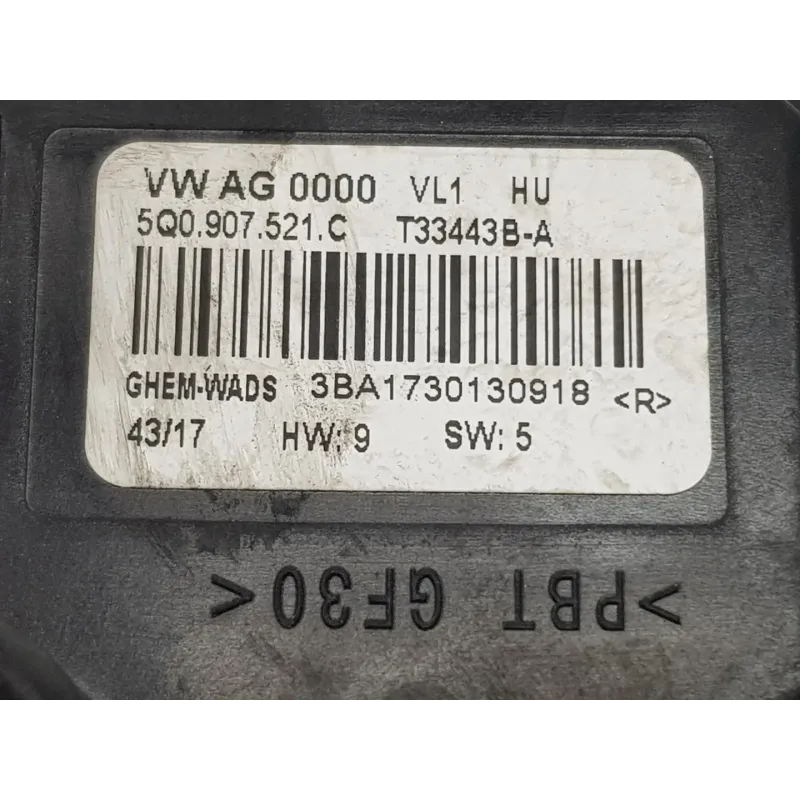 VW AG 0000 VL1 HU
5Q0.907.521.C T33443B-A
GHEM-WADS 3BA1730130918 <R>
43/17 HW: 9 SW: 5
>PBT GF30<